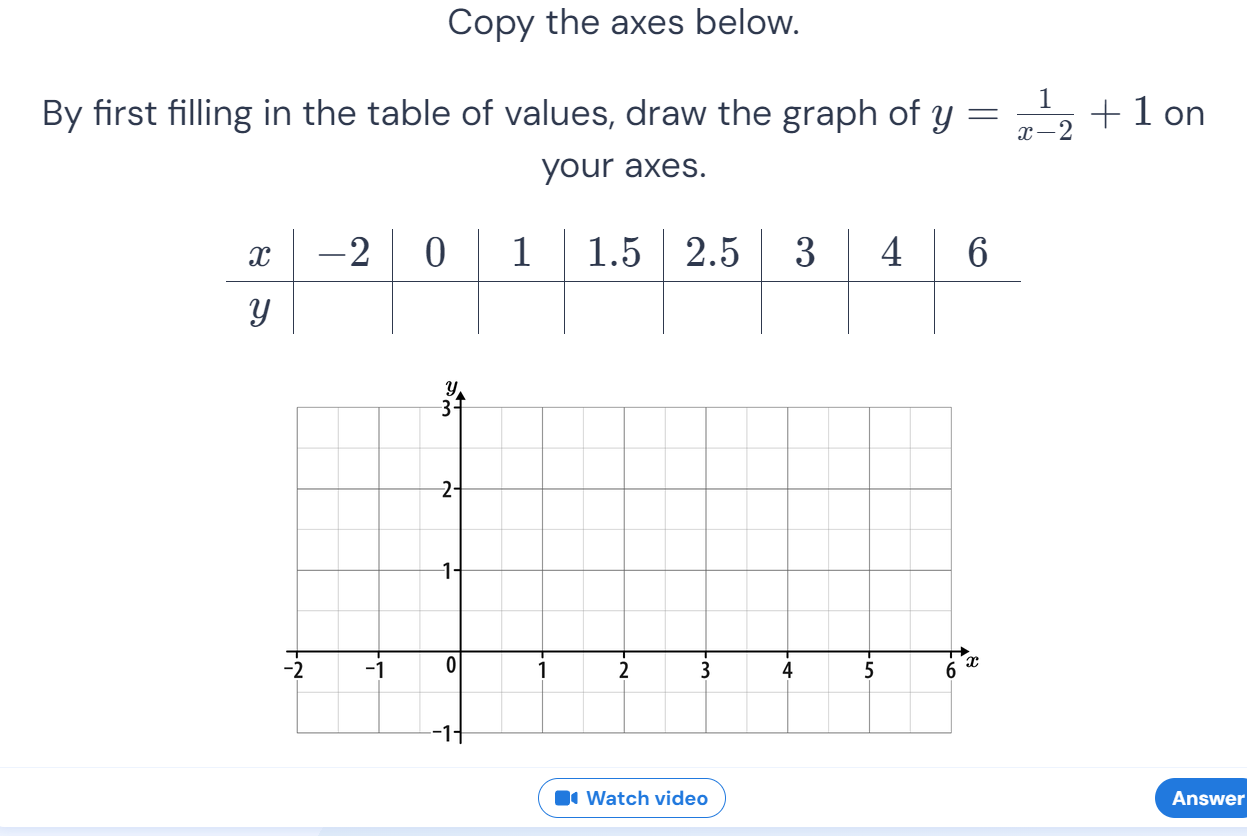 Copy the axes below.
By first filling in the table of values, draw the graph of y = \frac{1}{x-2} + 1 on
your axes.
x | −2 | 0 | 1 | 1.5 | 2.5 | 3 | 4 | 6
y
y
3
2
1
−2 −1 0 1 2 3 4 5 6 x
−1
Watch video
Answer